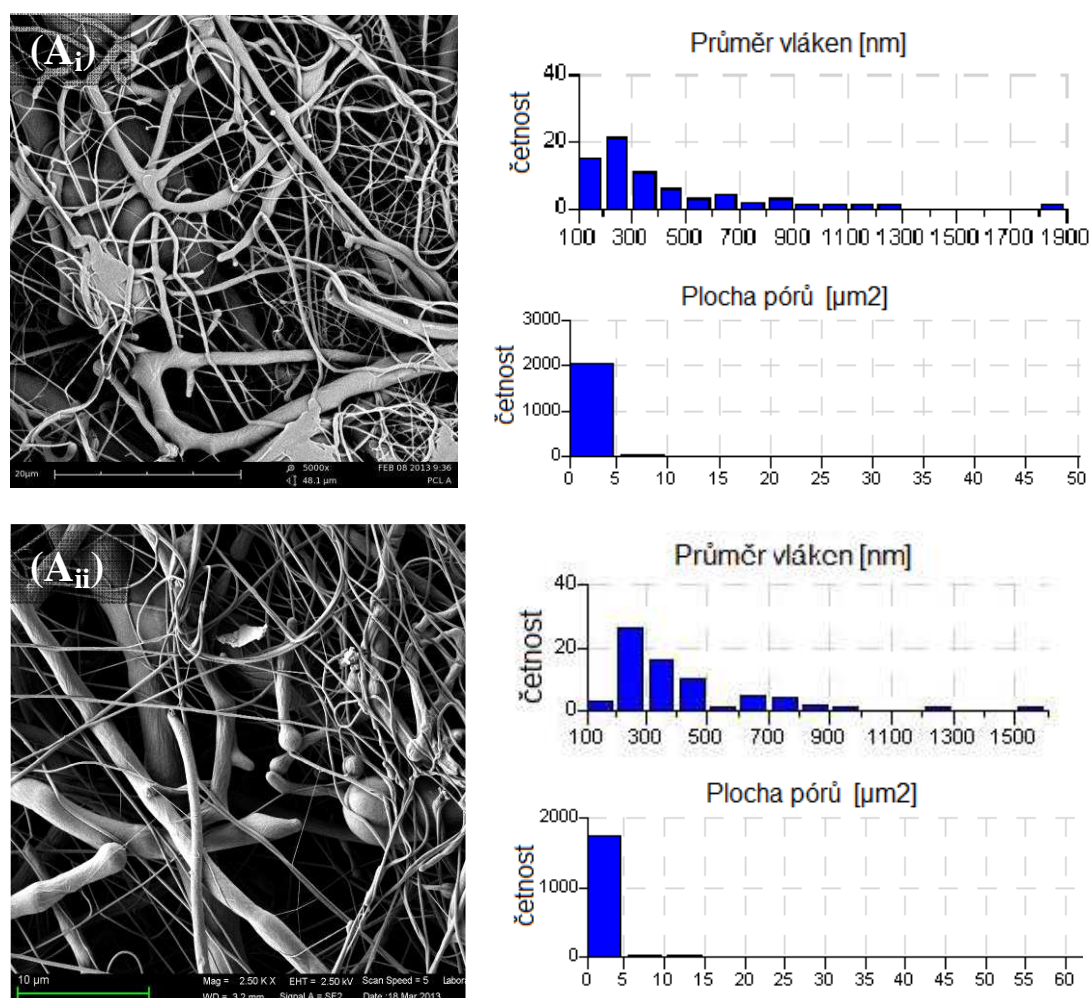 (Ai)
20µm
5000x
48.1 µm
FEB 08 2013 9:36
PCL A
Průměr vláken [nm]
četnost
40
20
0
100 300 500 700 900 1100 1300 1500 1700 1900
Plocha pórů [µm2]
četnost
3000
2000
1000
0
0 5 10 15 20 25 30 35 40 45 50
(Aii)
10 µm
Mag = 2.50 K X EHT = 2.50 kV Scan Speed = 5
WD = 3.2 mm Signal A = SE2 Date :18 Mar 2013
Průměr vláken [nm]
četnost
40
20
0
100 300 500 700 900 1100 1300 1500
Plocha pórů [µm2]
četnost
2000
1000
0
0 5 10 15 20 25 30 35 40 45 50 55 60